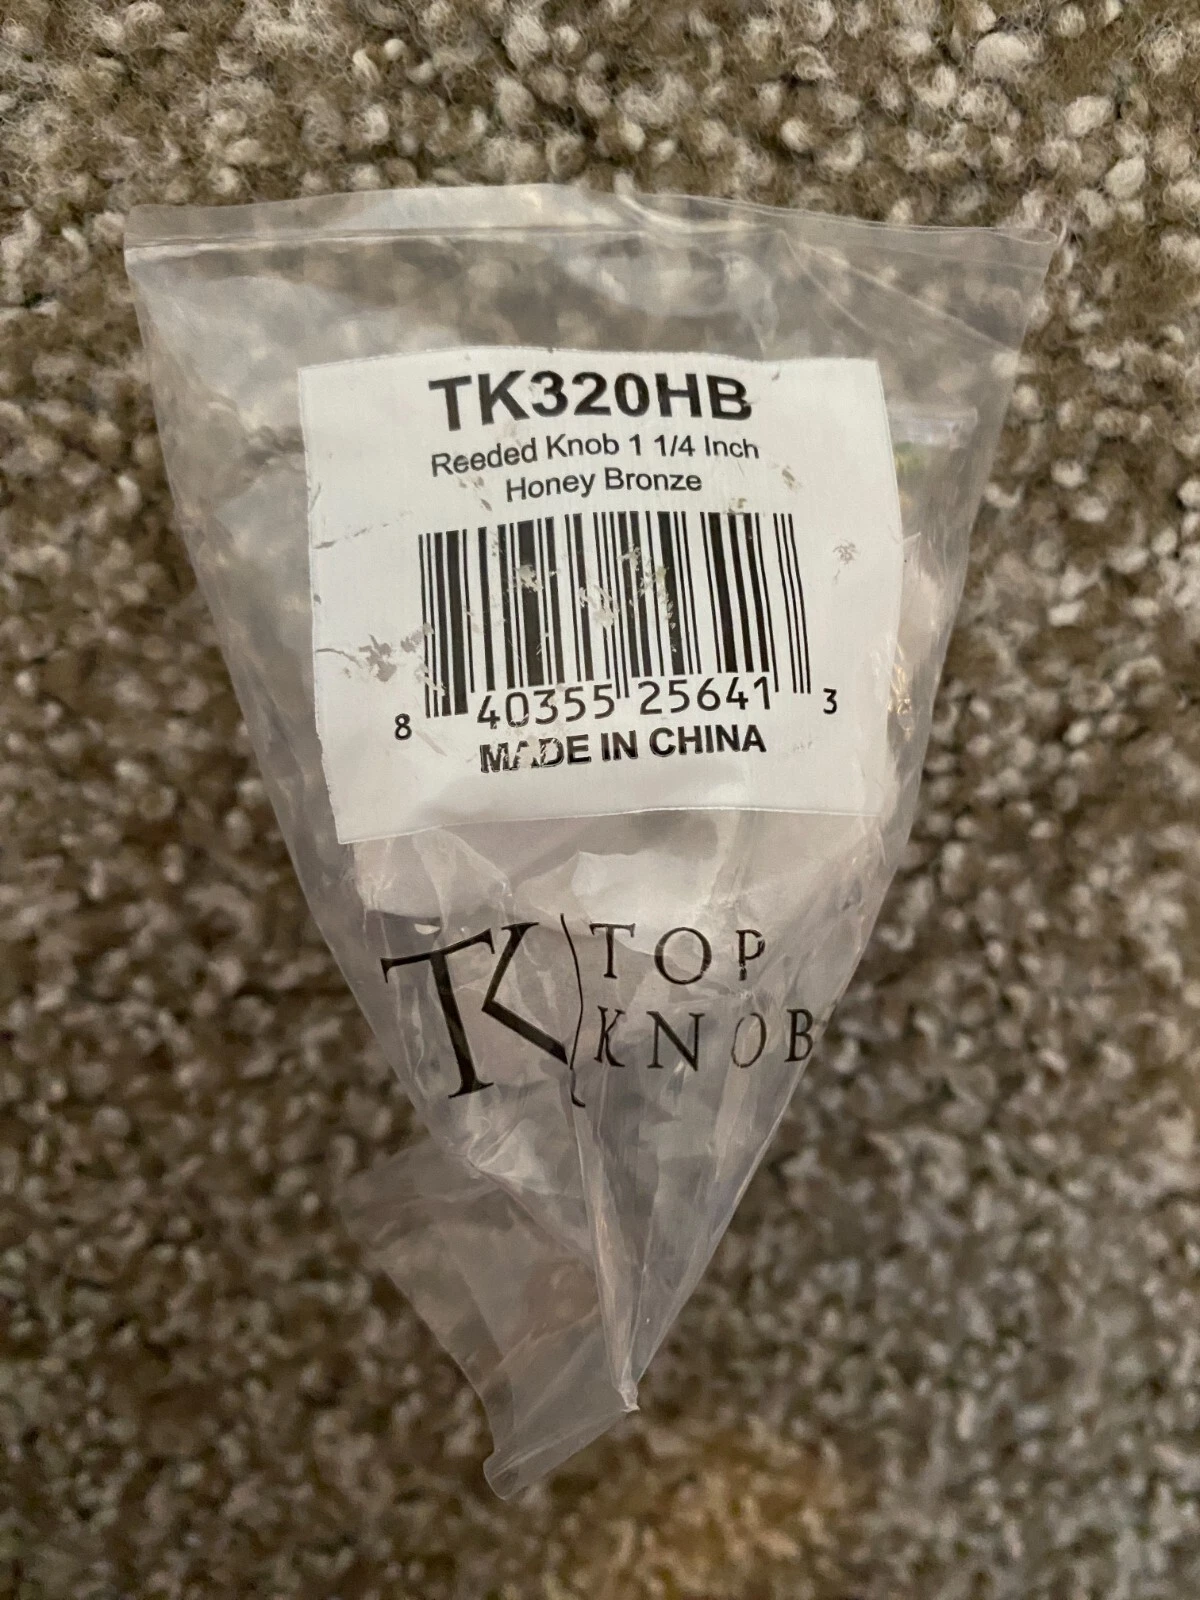 TK320HB
Reeded Knob 1 1/4 Inch
Honey Bronze
8 40355 25641 3
MADE IN CHINA
TK TOP
KNOB